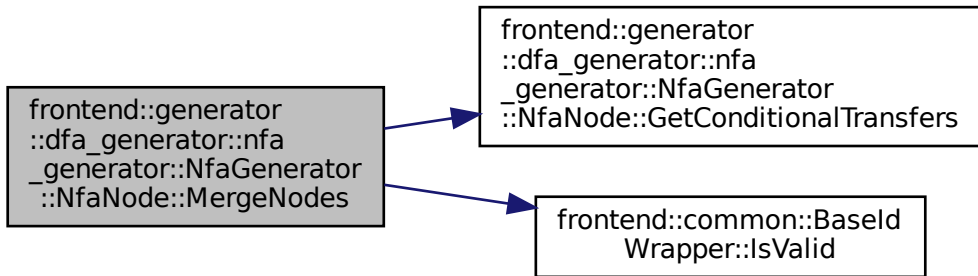 frontend::generator
::dfa_generator::nfa
_generator::NfaGenerator
::NfaNode::MergeNodes
frontend::generator
::dfa_generator::nfa
_generator::NfaGenerator
::NfaNode::GetConditionalTransfers
frontend::common::BaseId
Wrapper::IsValid